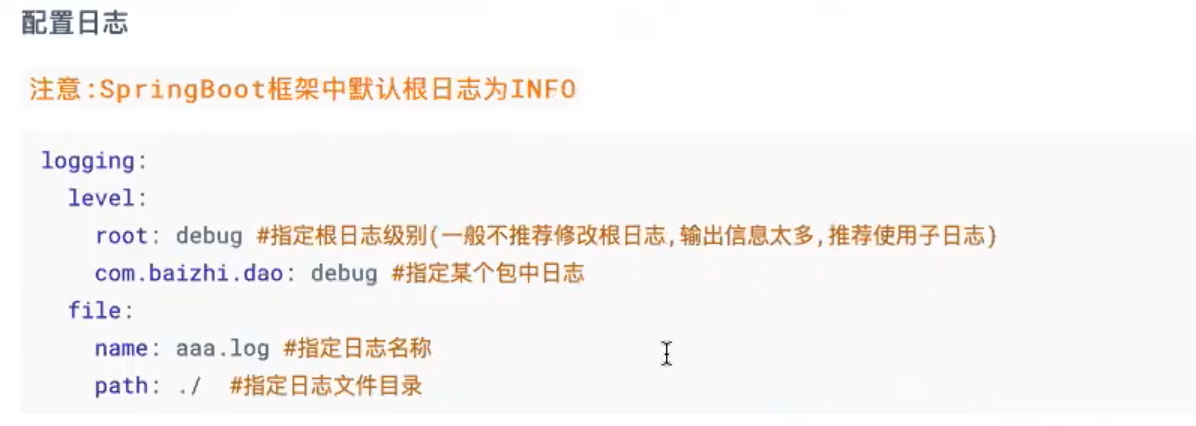 配置日志
注意:SpringBoot框架中默认根日志为INFO
logging:
  level:
    root: debug #指定根日志级别(一般不推荐修改根日志,输出信息太多,推荐使用子日志)
    com.baizhi.dao: debug #指定某个包中日志
  file:
    name: aaa.log #指定日志名称
    path: ./  #指定日志文件目录